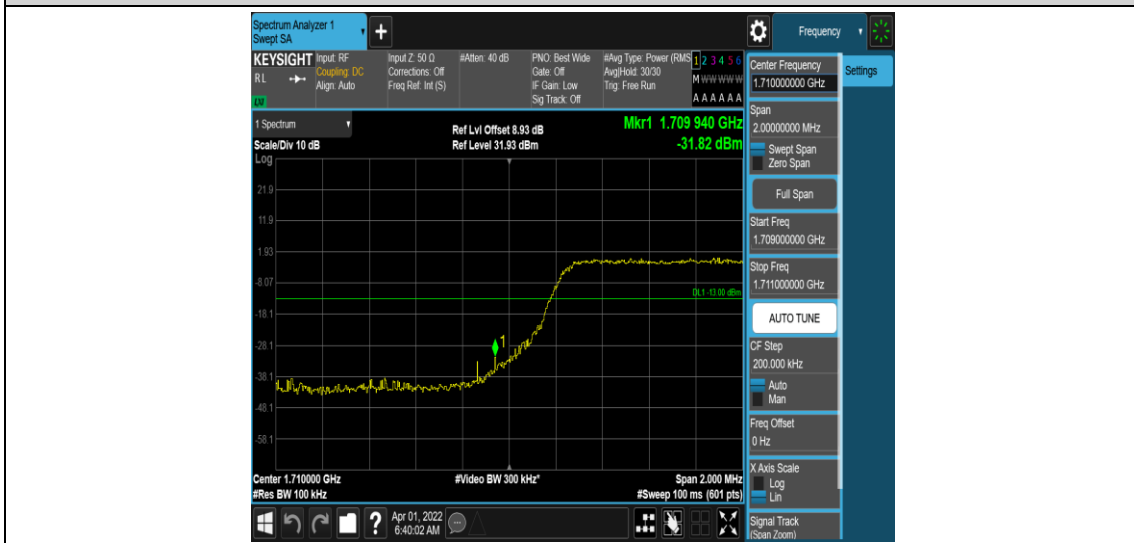 Spectrum Analyzer 1
Swept SA
+
Frequency
KEYSIGHT
RL
Input: RF
Coupling: DC
Align: Auto
Input Z: 50 Ω
Corrections: Off
Freq Ref: Int (S)
#Atten: 40 dB
PNO: Best Wide
Gate: Off
IF Gain: Low
Sig Track: Off
#Avg Type: Power (RMS
Avg|Hold: 30/30
Trig: Free Run
1 2 3 4 5 6
M W W W W W
A A A A A A
1 Spectrum
Scale/Div 10 dB
Ref Lvl Offset 8.93 dB
Ref Level 31.93 dBm
Mkr1 1.709 940 GHz
-31.82 dBm
Log
21.9
11.9
1.93
-8.07
-18.1
-28.1
-38.1
-48.1
-58.1
DL1 -13.00 dBm
1
Center 1.710000 GHz
#Res BW 100 kHz
#Video BW 300 kHz*
Span 2.000 MHz
#Sweep 100 ms (601 pts)
Center Frequency
1.710000000 GHz
Settings
Span
2.00000000 MHz
Swept Span
Zero Span
Full Span
Start Freq
1.709000000 GHz
Stop Freq
1.711000000 GHz
AUTO TUNE
CF Step
200.000 kHz
Auto
Man
Freq Offset
0 Hz
X Axis Scale
Log
Lin
Signal Track
(Span Zoom)
?
Apr 01, 2022
6:40:02 AM